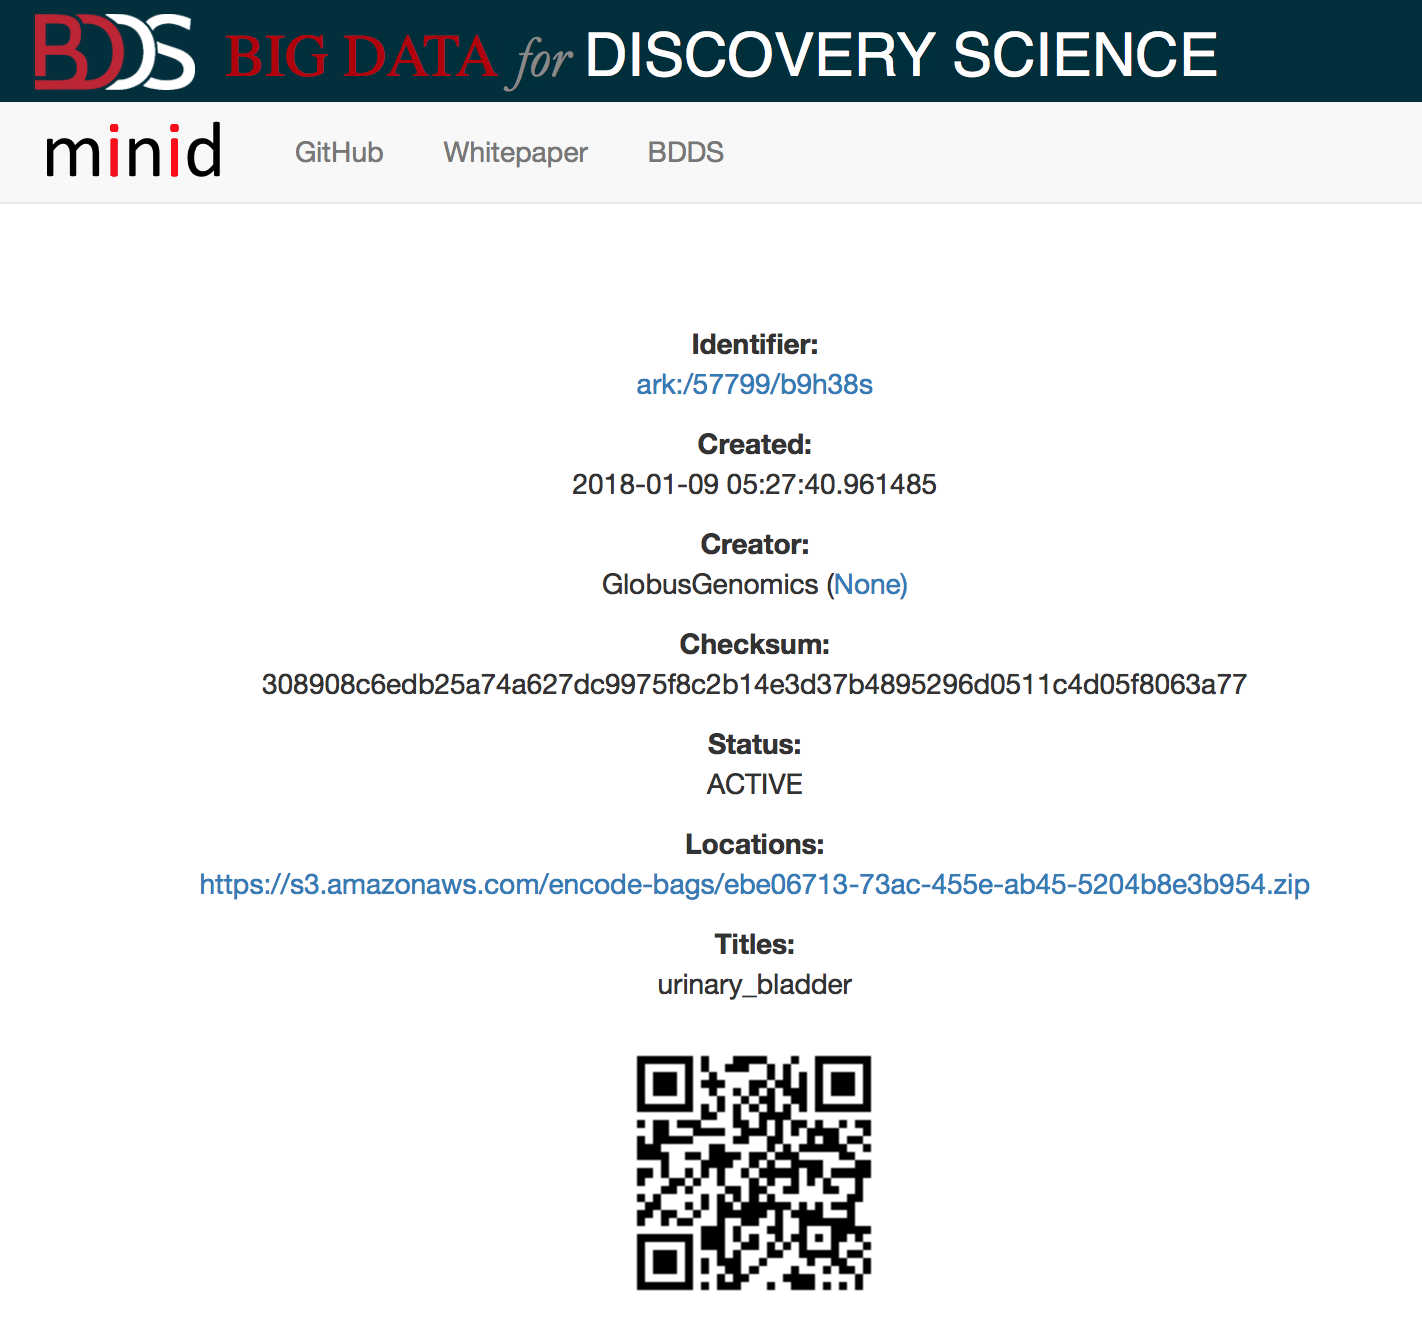 BDDS BIG DATA for DISCOVERY SCIENCE
minid GitHub Whitepaper BDDS
Identifier:
ark:/57799/b9h38s
Created:
2018-01-09 05:27:40.961485
Creator:
GlobusGenomics (None)
Checksum:
308908c6edb25a74a627dc9975f8c2b14e3d37b4895296d0511c4d05f8063a77
Status:
ACTIVE
Locations:
https://s3.amazonaws.com/encode-bags/ebe06713-73ac-455e-ab45-5204b8e3b954.zip
Titles:
urinary_bladder